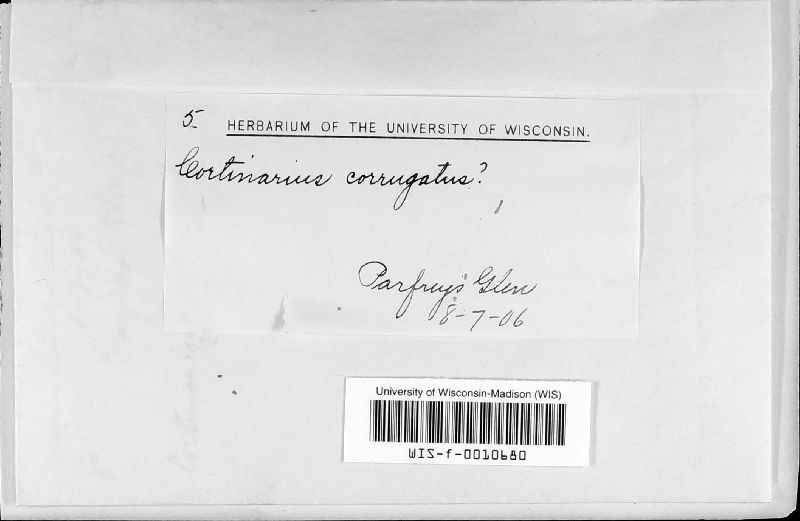 5 HERBARIUM OF THE UNIVERSITY OF WISCONSIN.
Cortinarius corrugatus?
Parfrey's Glen
8-7-06
University of Wisconsin-Madison (WIS)
WIS-f-0010680